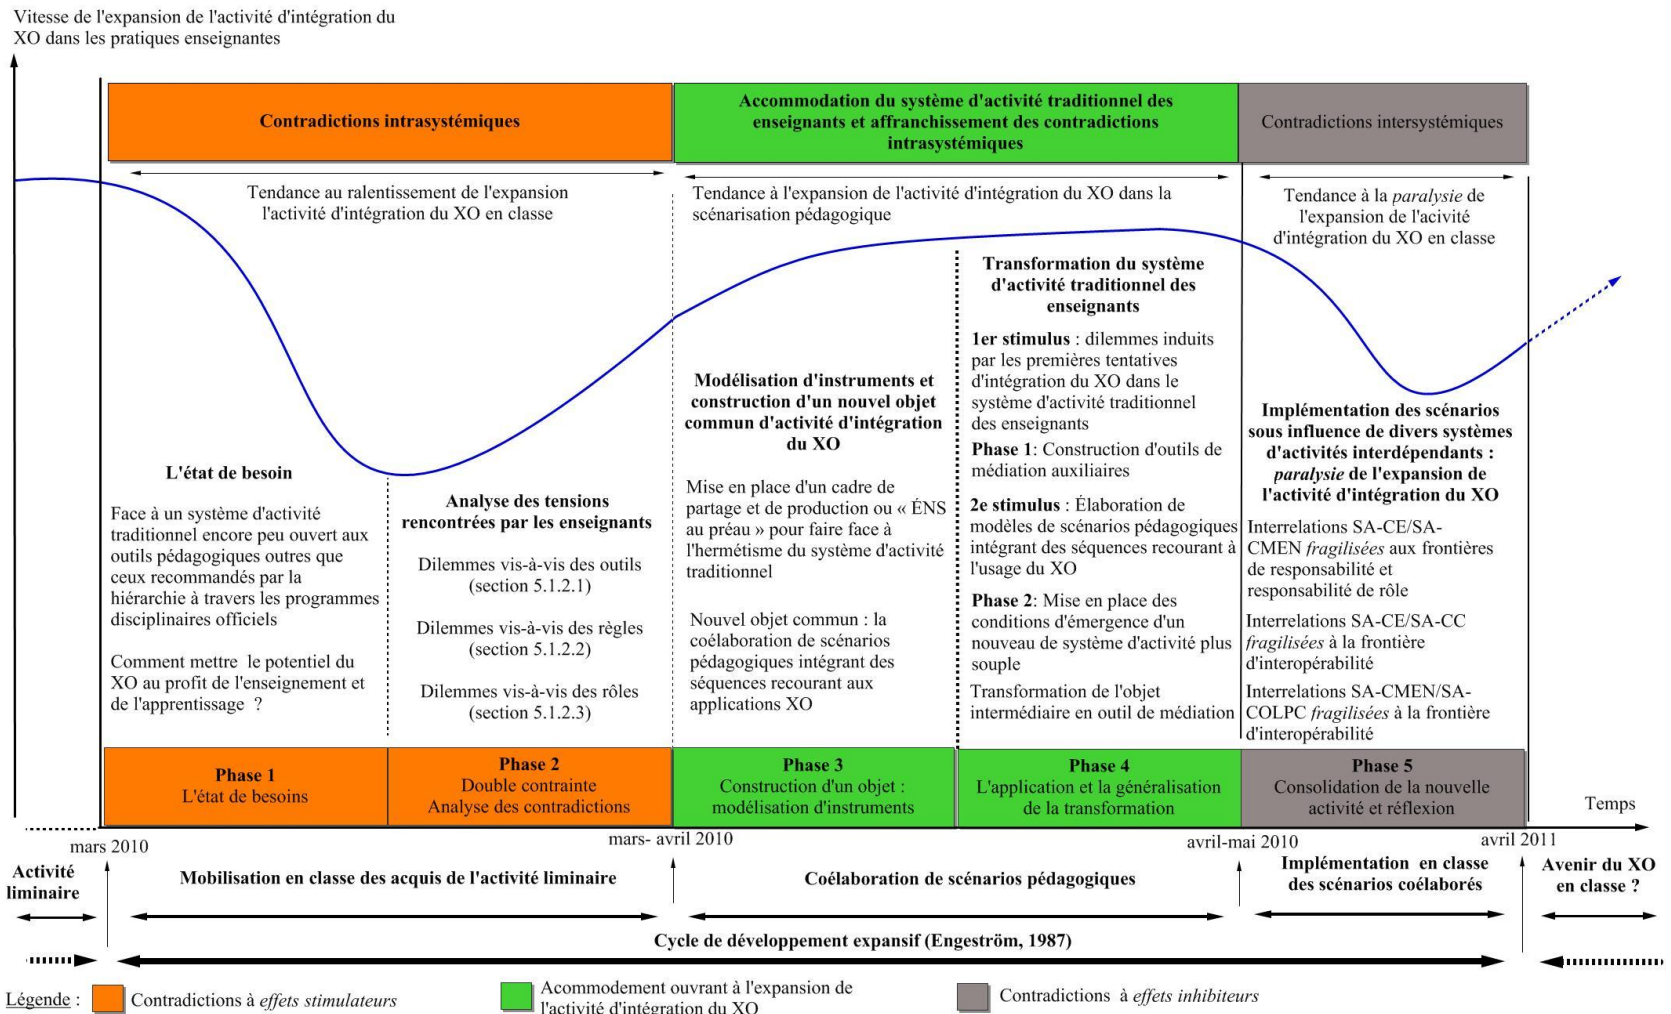 Vitesse de l'expansion de l'activité d'intégration du
XO dans les pratiques enseignantes
Contradictions intrasystémiques
Accommodation du système d'activité traditionnel des
enseignants et affranchissement des contradictions
intrasystémiques
Contradictions intersystémiques
Tendance au ralentissement de l'expansion
l'activité d'intégration du XO en classe
Tendance à l'expansion de l'activité d'intégration du XO dans la
scénarisation pédagogique
Tendance à la paralysie de
l'expansion de l'acivité
d'intégration du XO en classe
L'état de besoin
Face à un système d'activité
traditionnel encore peu ouvert aux
outils pédagogiques outres que
ceux recommandés par la
hiérarchie à travers les programmes
disciplinaires officiels
Comment mettre le potentiel du
XO au profit de l'enseignement et
de l'apprentissage ?
Analyse des tensions
rencontrées par les enseignants
Dilemmes vis-à-vis des outils
(section 5.1.2.1)
Dilemmes vis-à-vis des règles
(section 5.1.2.2)
Dilemmes vis-à-vis des rôles
(section 5.1.2.3)
Modélisation d'instruments et
construction d'un nouvel objet
commun d'activité d'intégration
du XO
Mise en place d'un cadre de
partage et de production ou « ÉNS
au préau » pour faire face à
l'hermétisme du système d'activité
traditionnel
Nouvel objet commun : la
coélaboration de scénarios
pédagogiques intégrant des
séquences recourant aux
applications XO
Transformation du système
d'activité traditionnel des
enseignants
1er stimulus : dilemmes induits
par les premières tentatives
d'intégration du XO dans le
système d'activité traditionnel
des enseignants
Phase 1: Construction d'outils de
médiation auxiliaires
2e stimulus : Élaboration de
modèles de scénarios pédagogiques
intégrant des séquences recourant à
l'usage du XO
Phase 2: Mise en place des
conditions d'émergence d'un
nouveau de système d'activité plus
souple
Transformation de l'objet
intermédiaire en outil de médiation
Implémentation des scénarios
sous influence de divers systèmes
d'activités interdépendants :
paralysie de l'expansion de
l'activité d'intégration du XO
Interrelations SA-CE/SA-
CMEN fragilisées aux frontières
de responsabilité et
responsabilité de rôle
Interrelations SA-CE/SA-CC
fragilisées à la frontière
d'interopérabilité
Interrelations SA-CMEN/SA-
COLPC fragilisées à la frontière
d'interopérabilité
Phase 1
L'état de besoins
Phase 2
Double contrainte
Analyse des contradictions
Phase 3
Construction d'un objet :
modélisation d'instruments
Phase 4
L'application et la généralisation
de la transformation
Phase 5
Consolidation de la nouvelle
activité et réflexion
Temps
mars 2010
mars- avril 2010
avril-mai 2010
avril 2011
Activité
liminaire
Mobilisation en classe des acquis de l'activité liminaire
Coélaboration de scénarios pédagogiques
Implémentation en classe
des scénarios coélaborés
Avenir du XO
en classe ?
Cycle de développement expansif (Engeström, 1987)
Légende :
Contradictions à effets stimulateurs
Accommodement ouvrant à l'expansion de
l'activité d'intégration du XO
Contradictions à effets inhibiteurs